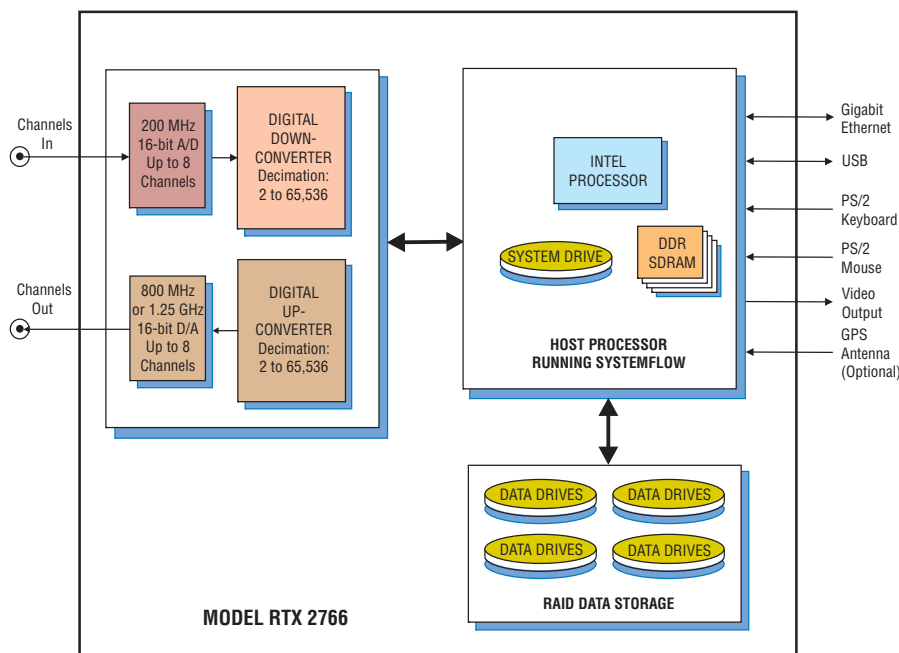 Channels
In
200 MHz
16-bit A/D
Up to 8
Channels
DIGITAL
DOWN-
CONVERTER
Decimation:
2 to 65,536
Channels
Out
800 MHz
or 1.25 GHz
16-bit D/A
Up to 8
Channels
DIGITAL
UP-
CONVERTER
Decimation:
2 to 65,536
INTEL
PROCESSOR
SYSTEM DRIVE
DDR
SDRAM
HOST PROCESSOR
RUNNING SYSTEMFLOW
Gigabit
Ethernet
USB
PS/2
Keyboard
PS/2
Mouse
Video
Output
GPS
Antenna
(Optional)
DATA DRIVES
DATA DRIVES
DATA DRIVES
DATA DRIVES
RAID DATA STORAGE
MODEL RTX 2766